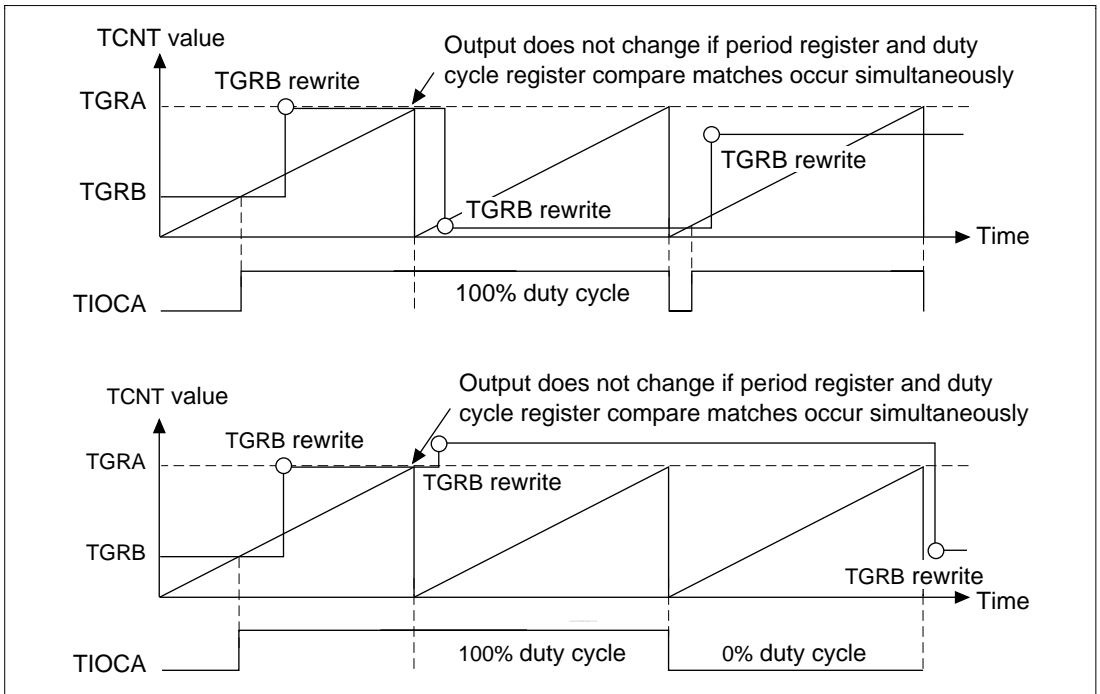 TCNT value
Output does not change if period register and duty
cycle register compare matches occur simultaneously
TGRB rewrite
TGRA
TGRB rewrite
TGRB
TGRB rewrite
Time
100% duty cycle
TIOCA
TCNT value
Output does not change if period register and duty
cycle register compare matches occur simultaneously
TGRB rewrite
TGRA
TGRB rewrite
TGRB
TGRB rewrite
Time
100% duty cycle
0% duty cycle
TIOCA